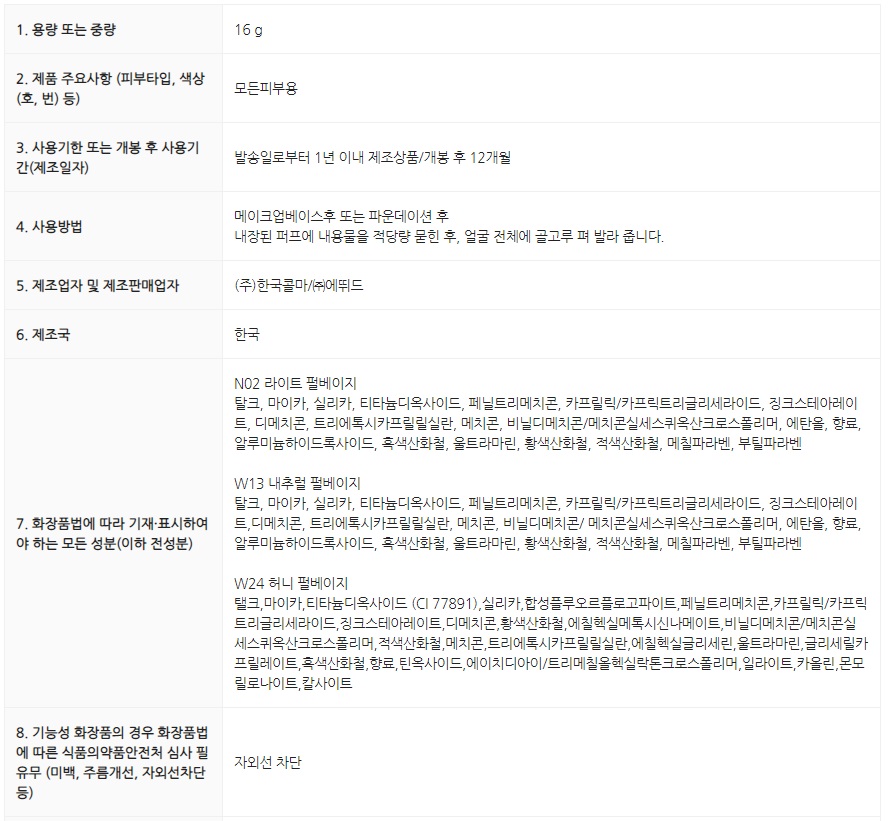 1. 용량 또는 중량
16 g
2. 제품 주요사항 (피부타입, 색상
(호, 번) 등)
모든피부용
3. 사용기한 또는 개봉 후 사용기
간(제조일자)
발송일로부터 1년 이내 제조상품/개봉 후 12개월
4. 사용방법
메이크업베이스후 또는 파운데이션 후
내장된 퍼프에 내용물을 적당량 묻힌 후, 얼굴 전체에 골고루 펴 발라 줍니다.
5. 제조업자 및 제조판매업자
(주)한국콜마/㈜에뛰드
6. 제조국
한국
7. 화장품법에 따라 기재·표시하여
야 하는 모든 성분(이하 전성분)
N02 라이트 펄베이지
탈크, 마이카, 실리카, 티타늄디옥사이드, 페닐트리메치콘, 카프릴릭/카프릭트리글리세라이드, 징크스테아레이
트, 디메치콘, 트리에톡시카프릴릴실란, 메치콘, 비닐디메치콘/메치콘실세스퀴옥산크로스폴리머, 에탄올, 향료,
알루미늄하이드록사이드, 흑색산화철, 울트라마린, 황색산화철, 적색산화철, 메칠파라벤, 부틸파라벤
W13 내추럴 펄베이지
탈크, 마이카, 실리카, 티타늄디옥사이드, 페닐트리메치콘, 카프릴릭/카프릭트리글리세라이드, 징크스테아레이
트,디메치콘, 트리에톡시카프릴릴실란, 메치콘, 비닐디메치콘/ 메치콘실세스퀴옥산크로스폴리머, 에탄올, 향료,
알루미늄하이드록사이드, 흑색산화철, 울트라마린, 황색산화철, 적색산화철, 메칠파라벤, 부틸파라벤
W24 허니 펄베이지
탤크,마이카,티타늄디옥사이드 (CI 77891),실리카,합성플루오르플로고파이트,페닐트리메치콘,카프릴릭/카프릭
트리글리세라이드,징크스테아레이트,디메치콘,황색산화철,에칠헥실메톡시신나메이트,비닐디메치콘/메치콘실
세스퀴옥산크로스폴리머,적색산화철,메치콘,트리에톡시카프릴릴실란,에칠헥실글리세린,울트라마린,글리세릴카
프릴레이트,흑색산화철,향료,틴옥사이드,에이치디아이/트리메칠올헥실락톤크로스폴리머,일라이트,카올린,몬모
릴로나이트,칼사이트
8. 기능성 화장품의 경우 화장품법
에 따른 식품의약품안전처 심사 필
유무 (미백, 주름개선, 자외선차단
등)
자외선 차단